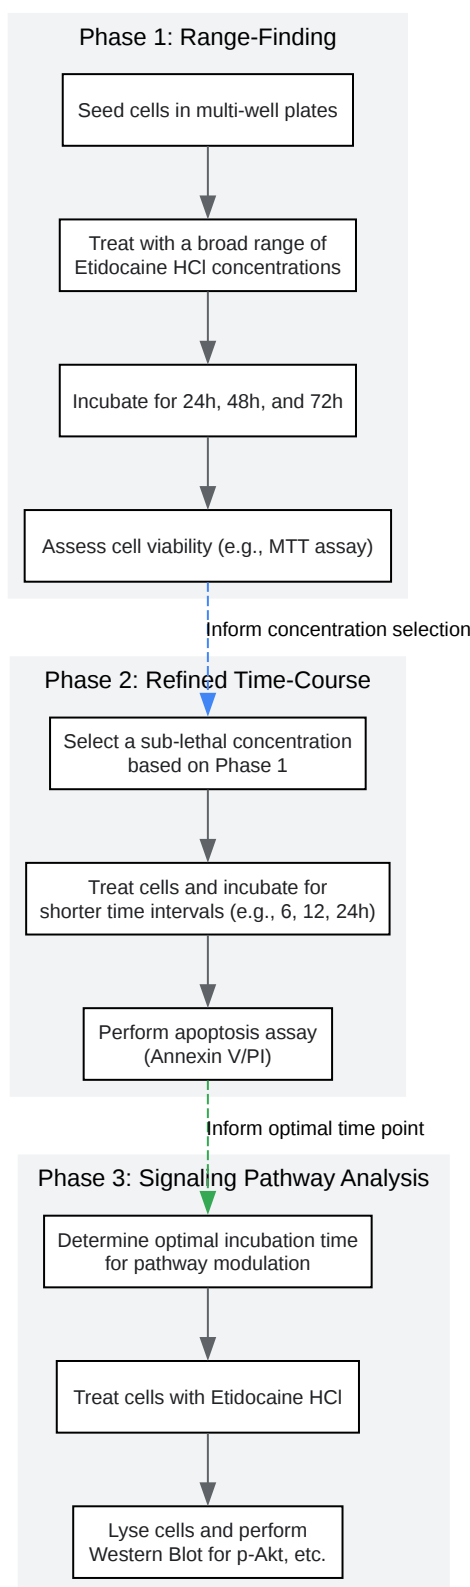 Phase 1: Range-Finding
Seed cells in multi-well plates
Treat with a broad range of
Etidocaine HCl concentrations
Incubate for 24h, 48h, and 72h
Assess cell viability (e.g., MTT assay)
Inform concentration selection
Phase 2: Refined Time-Course
Select a sub-lethal concentration
based on Phase 1
Treat cells and incubate for
shorter time intervals (e.g., 6, 12, 24h)
Perform apoptosis assay
(Annexin V/PI)
Inform optimal time point
Phase 3: Signaling Pathway Analysis
Determine optimal incubation time
for pathway modulation
Treat cells with Etidocaine HCl
Lyse cells and perform
Western Blot for p-Akt, etc.